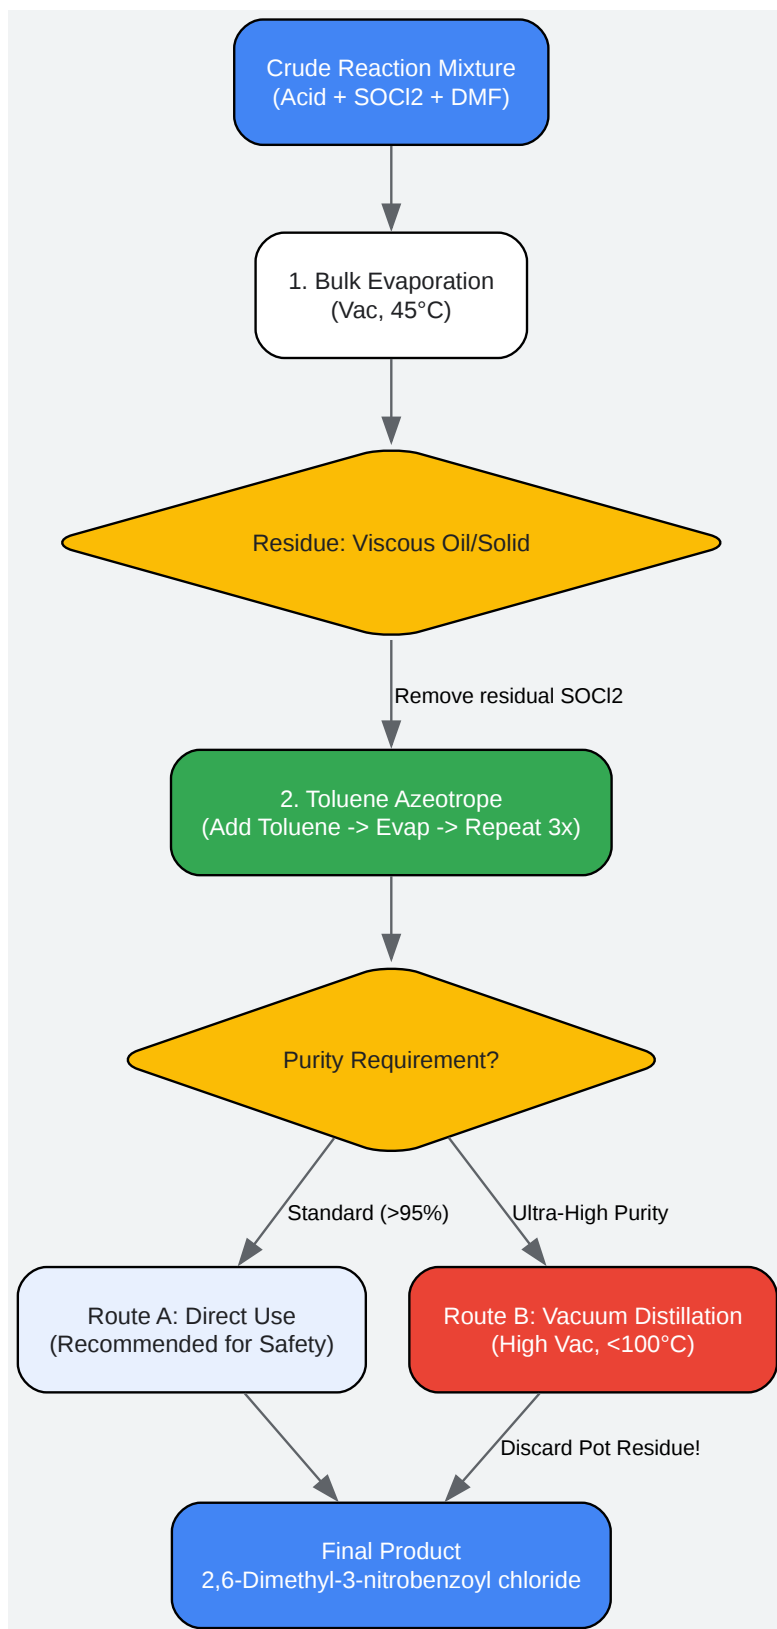 Crude Reaction Mixture
(Acid + SOCl2 + DMF)
1. Bulk Evaporation
(Vac, 45°C)
Residue: Viscous Oil/Solid
Remove residual SOCl2
2. Toluene Azeotrope
(Add Toluene -> Evap -> Repeat 3x)
Purity Requirement?
Standard (>95%)
Ultra-High Purity
Route A: Direct Use
(Recommended for Safety)
Route B: Vacuum Distillation
(High Vac, <100°C)
Discard Pot Residue!
Final Product
2,6-Dimethyl-3-nitrobenzoyl chloride